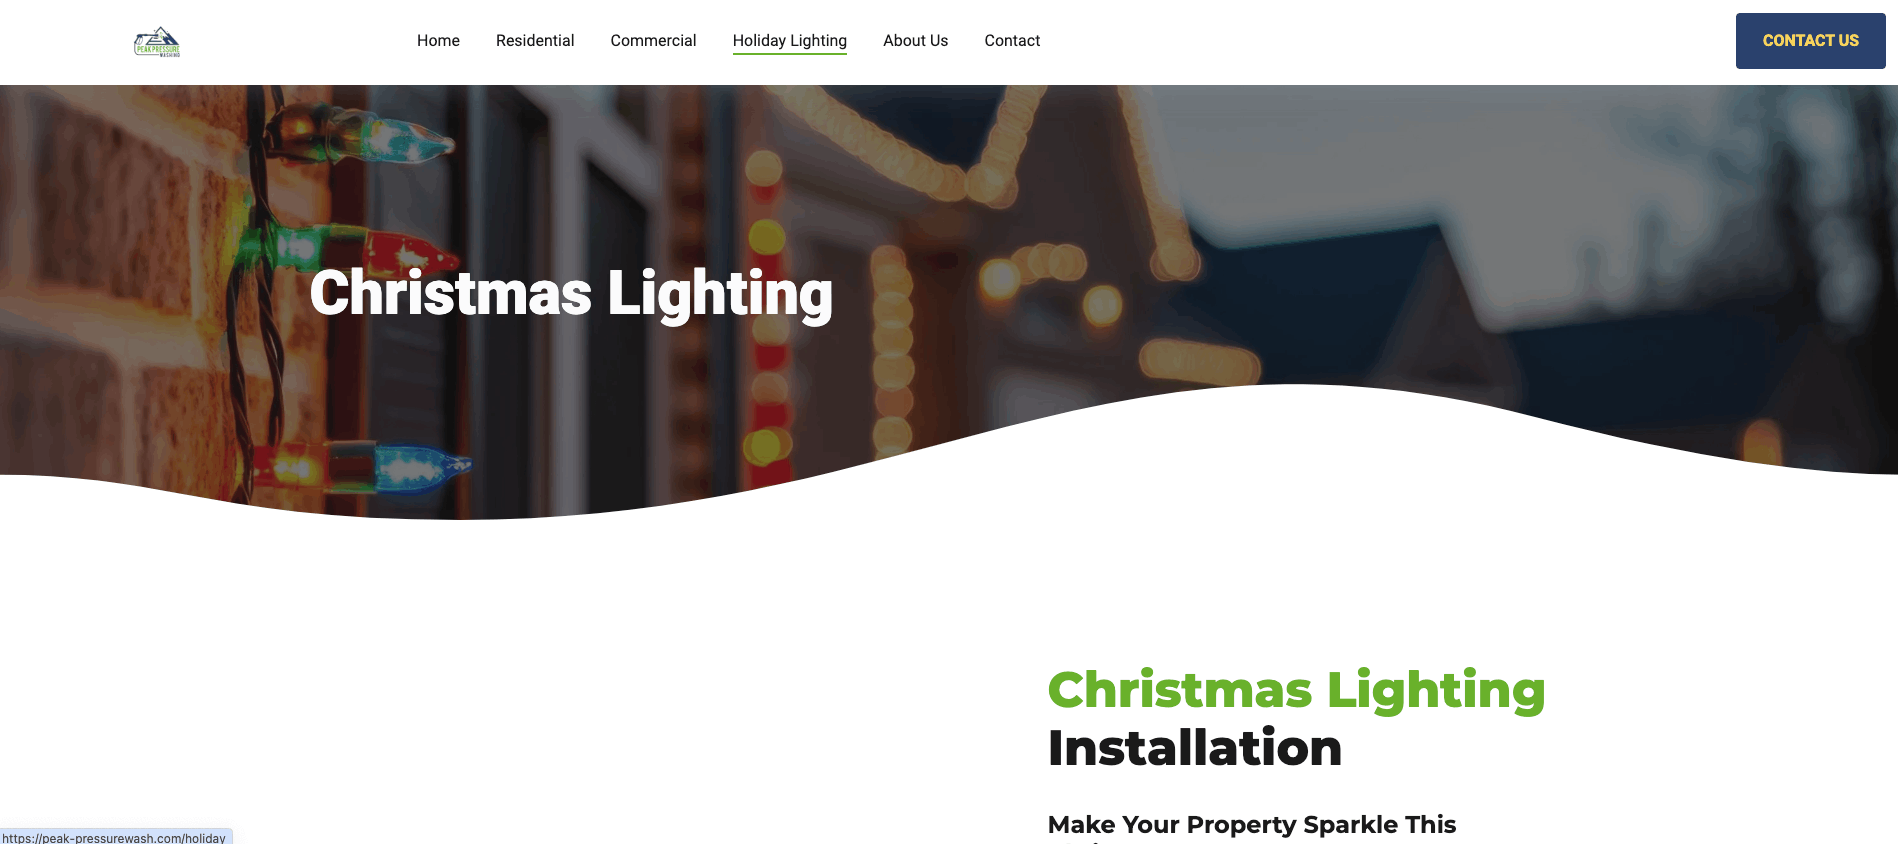 PEAK PRESSURE
WASHING
Home Residential Commercial Holiday Lighting About Us Contact
CONTACT US
Christmas Lighting
Christmas Lighting
Installation
Make Your Property Sparkle This
https://peak-pressurewash.com/holiday